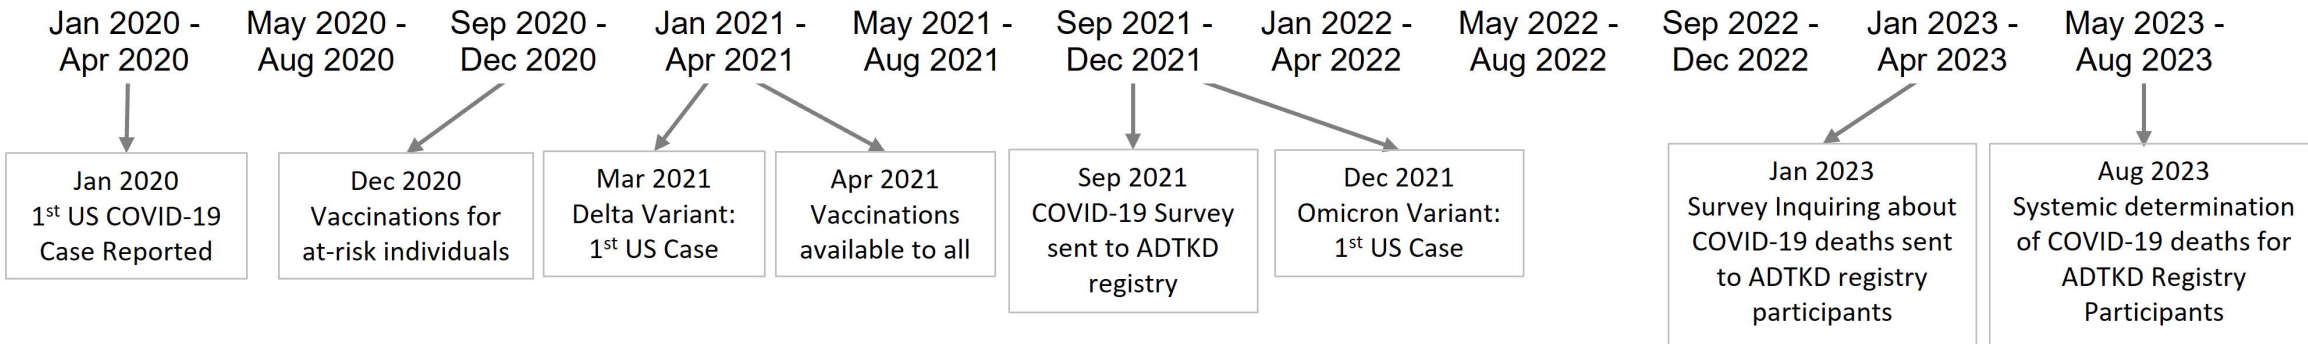 Jan 2020 -
Apr 2020
May 2020 -
Aug 2020
Sep 2020 -
Dec 2020
Jan 2021 -
Apr 2021
May 2021 -
Aug 2021
Sep 2021 -
Dec 2021
Jan 2022 -
Apr 2022
May 2022 -
Aug 2022
Sep 2022 -
Dec 2022
Jan 2023 -
Apr 2023
May 2023 -
Aug 2023
Jan 2020
1st US COVID-19
Case Reported
Dec 2020
Vaccinations for
at-risk individuals
Mar 2021
Delta Variant:
1st US Case
Apr 2021
Vaccinations
available to all
Sep 2021
COVID-19 Survey
sent to ADTKD
registry
Dec 2021
Omicron Variant:
1st US Case
Jan 2023
Survey Inquiring about
COVID-19 deaths sent
to ADTKD registry
participants
Aug 2023
Systemic determination
of COVID-19 deaths for
ADTKD Registry
Participants